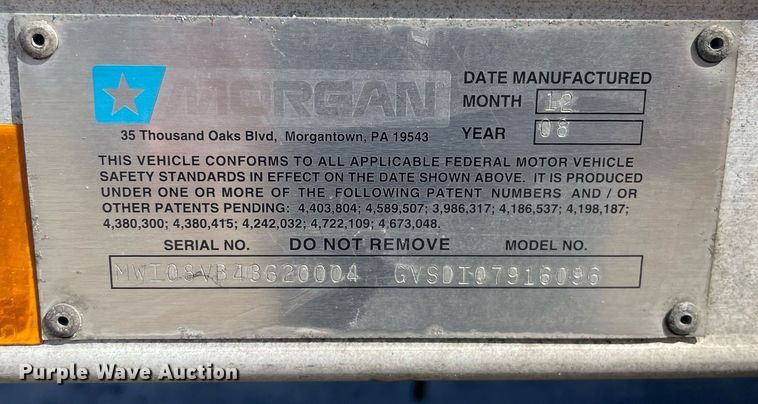 MORGAN
35 Thousand Oaks Blvd, Morgantown, PA 19543
DATE MANUFACTURED
MONTH 12
YEAR 08
THIS VEHICLE CONFORMS TO ALL APPLICABLE FEDERAL MOTOR VEHICLE
SAFETY STANDARDS IN EFFECT ON THE DATE SHOWN ABOVE. IT IS PRODUCED
UNDER ONE OR MORE OF THE FOLLOWING PATENT NUMBERS AND / OR
OTHER PATENTS PENDING: 4,403,804; 4,589,507; 3,986,317; 4,186,537; 4,198,187;
4,380,300; 4,380,415; 4,242,032; 4,722,109; 4,673,048.
SERIAL NO. DO NOT REMOVE MODEL NO.
MWI08VB4BG20004 GVSDI07916096
Purple Wave Auction